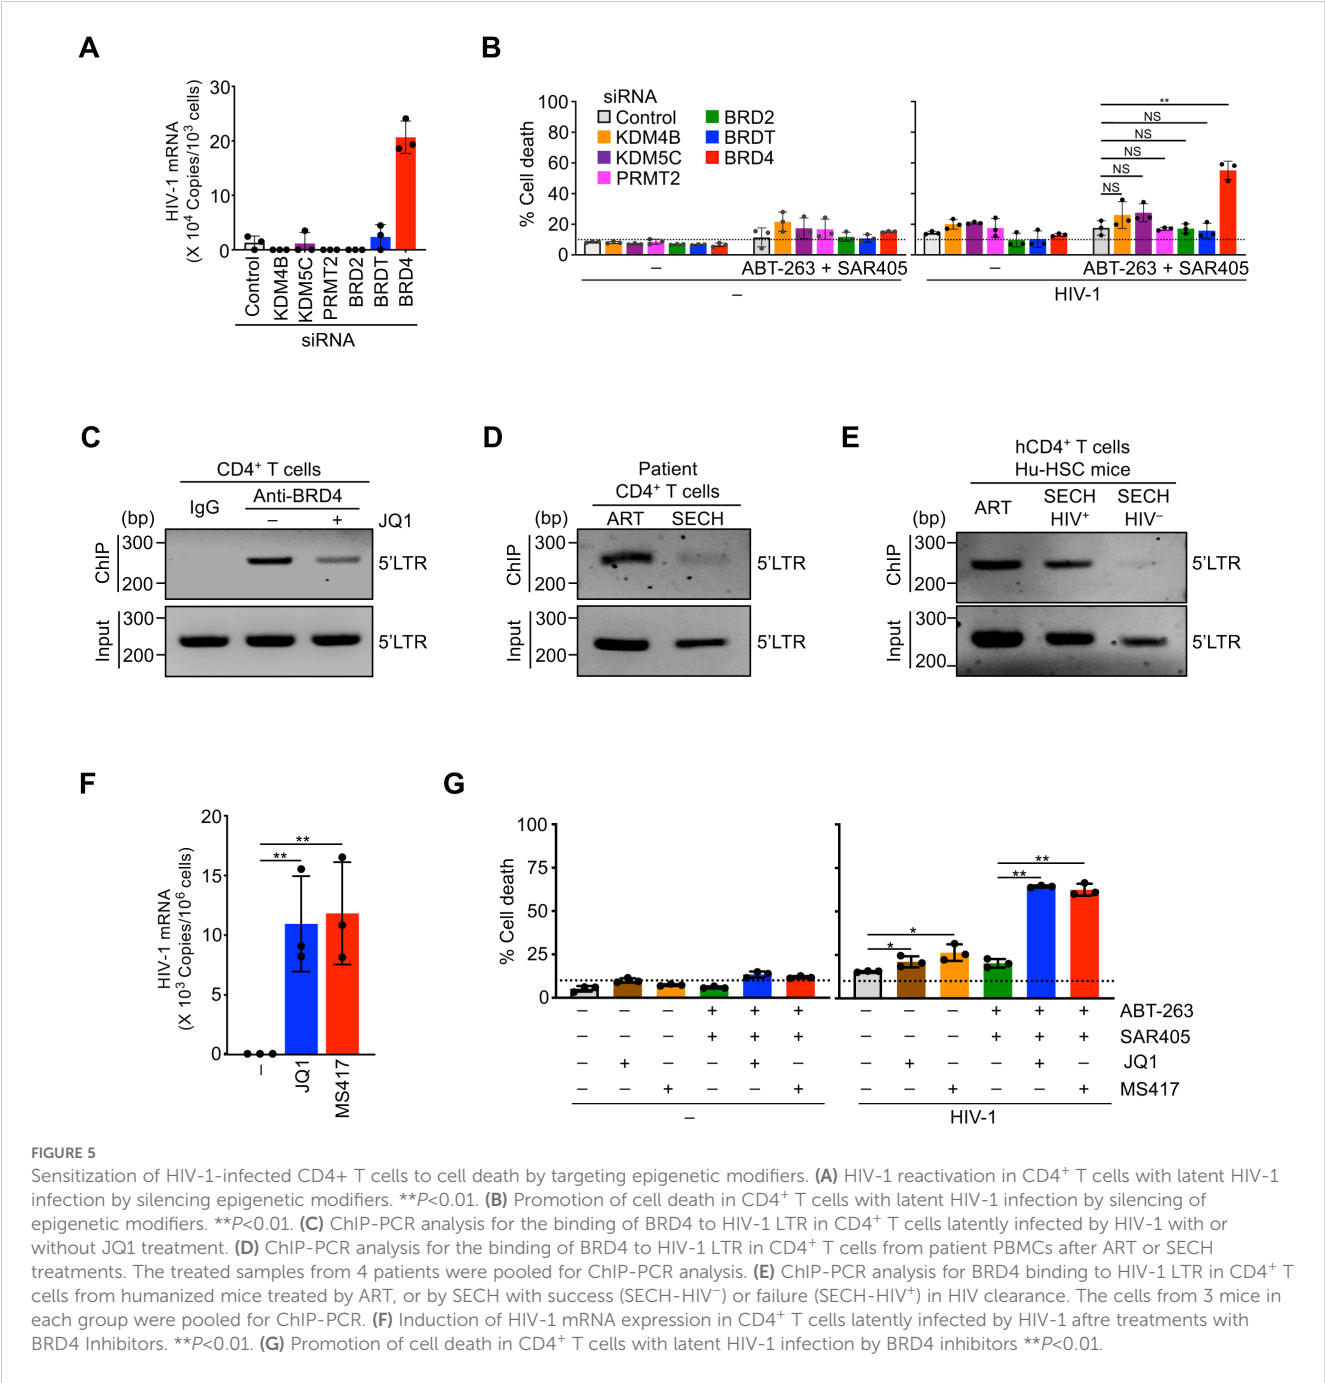 A
HIV-1 mRNA
(X 10⁴ Copies/10³ cells)
30
20
10
0
Control
KDM4B
KDM5C
PRMT2
BRD2
BRDT
BRD4
siRNA
B
% Cell death
100
80
60
40
20
0
siRNA
Control
KDM4B
KDM5C
PRMT2
BRD2
BRDT
BRD4
–
ABT-263 + SAR405
–
**
NS
NS
NS
NS
NS
–
ABT-263 + SAR405
HIV-1
C
CD4⁺ T cells
IgG
Anti-BRD4
(bp)
–
+
JQ1
ChIP
300
200
5’LTR
Input
300
200
5’LTR
D
Patient
CD4⁺ T cells
(bp)
ART
SECH
ChIP
300
200
5’LTR
Input
300
200
5’LTR
E
hCD4⁺ T cells
Hu-HSC mice
(bp)
ART
SECH
HIV⁺
SECH
HIV⁻
ChIP
300
200
5’LTR
Input
300
200
5’LTR
F
HIV-1 mRNA
(X 10³ Copies/10⁶ cells)
20
15
10
5
0
**
**
–
JQ1
MS417
G
% Cell death
100
75
50
25
0
*
*
**
**
– – – + + + – – – + + + ABT-263
– – – + + + – – – + + + SAR405
– + – – + – – + – – + – JQ1
– – + – – + – – + – – + MS417
–
HIV-1
FIGURE 5
Sensitization of HIV-1-infected CD4+ T cells to cell death by targeting epigenetic modifiers. (A) HIV-1 reactivation in CD4⁺ T cells with latent HIV-1
infection by silencing epigenetic modifiers. **P<0.01. (B) Promotion of cell death in CD4⁺ T cells with latent HIV-1 infection by silencing of
epigenetic modifiers. **P<0.01. (C) ChIP-PCR analysis for the binding of BRD4 to HIV-1 LTR in CD4⁺ T cells latently infected by HIV-1 with or
without JQ1 treatment. (D) ChIP-PCR analysis for the binding of BRD4 to HIV-1 LTR in CD4⁺ T cells from patient PBMCs after ART or SECH
treatments. The treated samples from 4 patients were pooled for ChIP-PCR analysis. (E) ChIP-PCR analysis for BRD4 binding to HIV-1 LTR in CD4⁺ T
cells from humanized mice treated by ART, or by SECH with success (SECH-HIV⁻) or failure (SECH-HIV⁺) in HIV clearance. The cells from 3 mice in
each group were pooled for ChIP-PCR. (F) Induction of HIV-1 mRNA expression in CD4⁺ T cells latently infected by HIV-1 aftre treatments with
BRD4 Inhibitors. **P<0.01. (G) Promotion of cell death in CD4⁺ T cells with latent HIV-1 infection by BRD4 inhibitors **P<0.01.